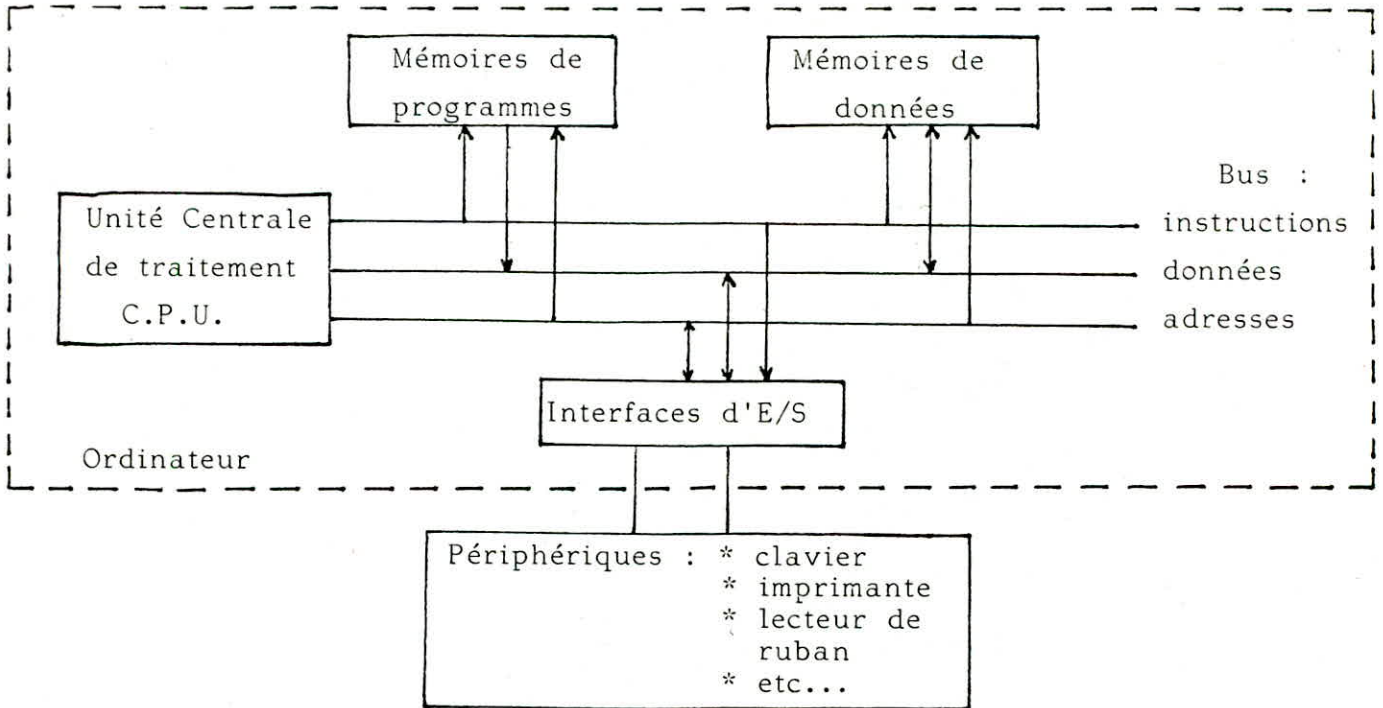 Mémoires de
programmes
Mémoires de
données
Unité Centrale
de traitement
C.P.U.
Bus :
instructions
données
adresses
Interfaces d'E/S
Ordinateur
Périphériques : * clavier
* imprimante
* lecteur de
ruban
* etc...